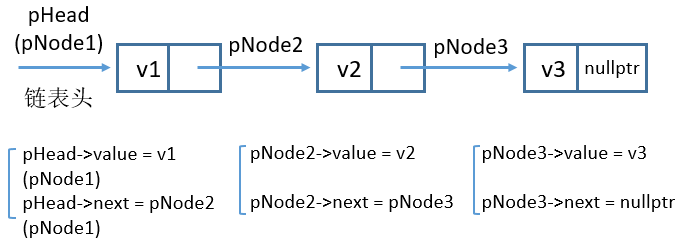 pHead
(pNode1)
pNode2
pNode3
v1
v2
v3
nullptr
链表头
pHead->value = v1
(pNode1)
pHead->next = pNode2
(pNode1)
pNode2->value = v2
pNode2->next = pNode3
pNode3->value = v3
pNode3->next = nullptr